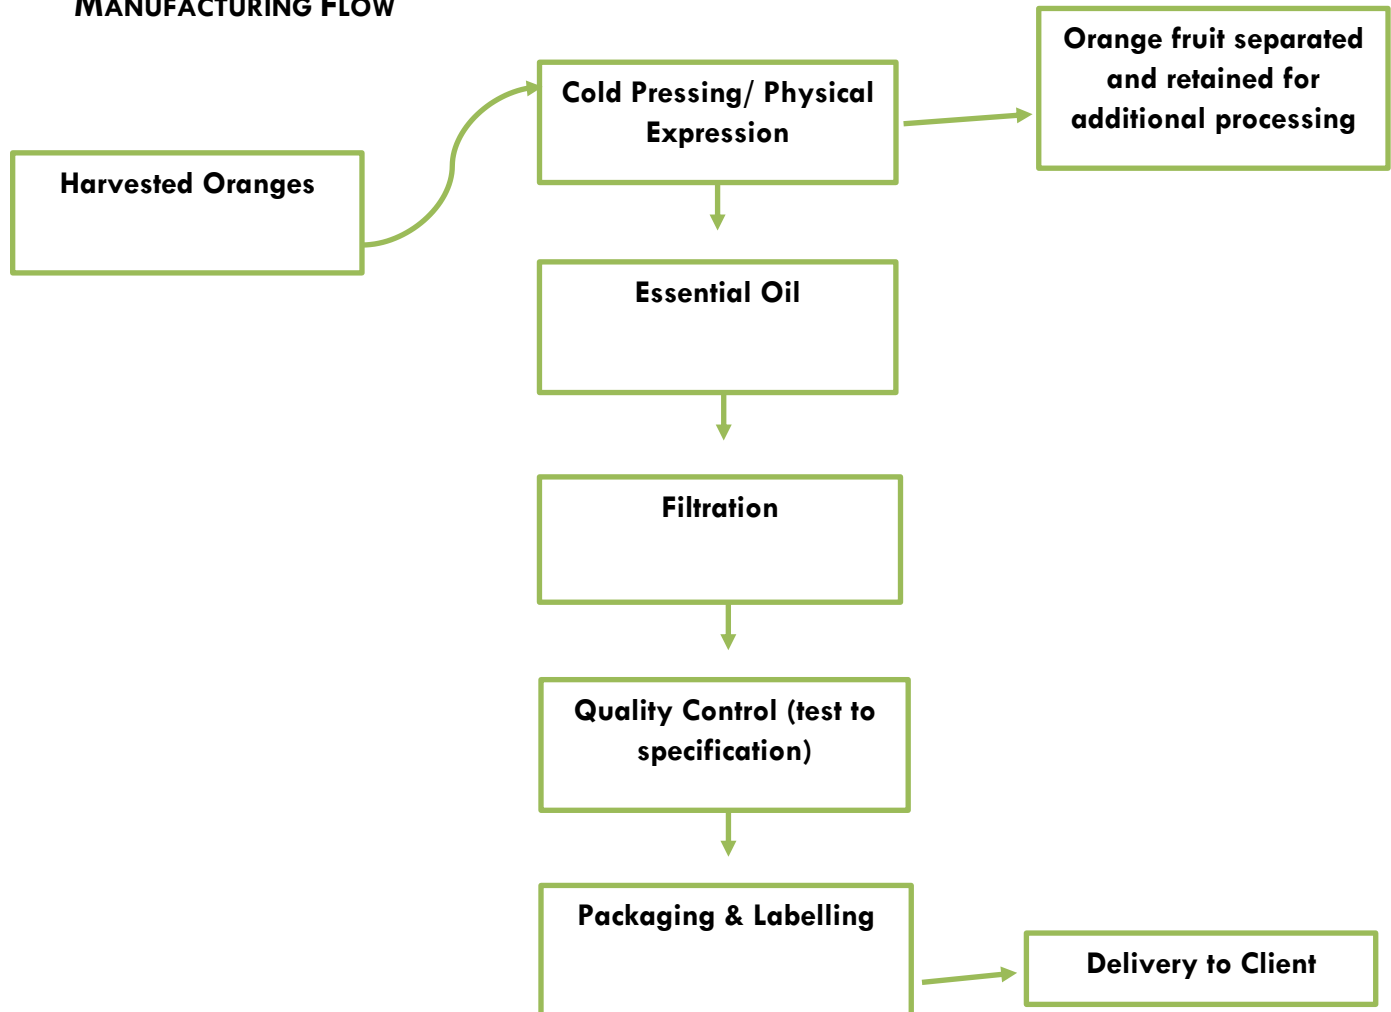 MANUFACTURING FLOW
Harvested Oranges
Cold Pressing/ Physical
Expression
Orange fruit separated
and retained for
additional processing
Essential Oil
Filtration
Quality Control (test to
specification)
Packaging & Labelling
Delivery to Client